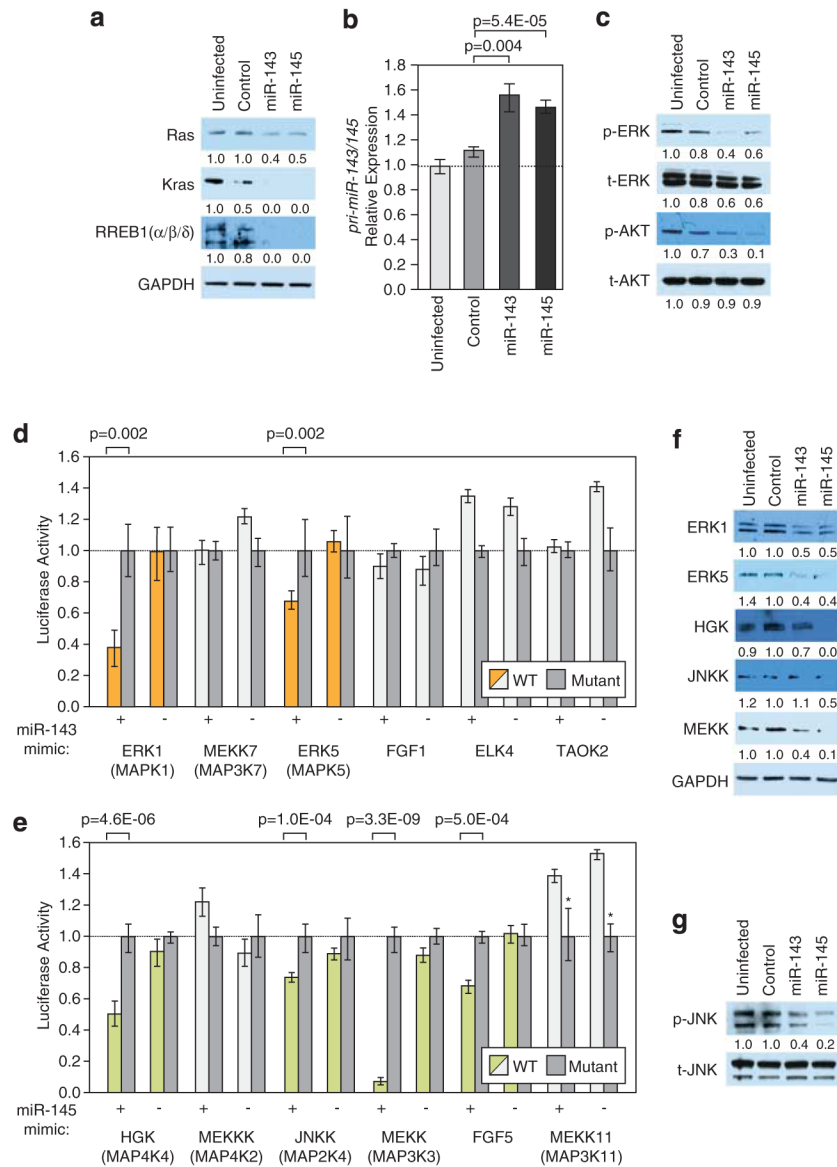 a
Uninfected
Control
miR-143
miR-145
Ras
1.0 1.0 0.4 0.5
Kras
1.0 0.5 0.0 0.0
RREB1(α/β/δ)
1.0 0.8 0.0 0.0
GAPDH
b
p=5.4E-05
p=0.004
pri-miR-143/145
Relative Expression
1.8
1.6
1.4
1.2
1.0
0.8
0.6
0.4
0.2
0.0
Uninfected
Control
miR-143
miR-145
c
Uninfected
Control
miR-143
miR-145
p-ERK
1.0 0.8 0.4 0.6
t-ERK
1.0 0.8 0.6 0.6
p-AKT
1.0 0.7 0.3 0.1
t-AKT
1.0 0.9 0.9 0.9
d
p=0.002
p=0.002
Luciferase Activity
1.6
1.4
1.2
1.0
0.8
0.6
0.4
0.2
0.0
WT Mutant
miR-143 mimic:
+ - + - + - + - + - + -
ERK1 (MAPK1)
MEKK7 (MAP3K7)
ERK5 (MAPK5)
FGF1
ELK4
TAOK2
e
p=4.6E-06
p=1.0E-04
p=3.3E-09
p=5.0E-04
Luciferase Activity
1.6
1.4
1.2
1.0
0.8
0.6
0.4
0.2
0.0
* *
WT Mutant
miR-145 mimic:
+ - + - + - + - + - + -
HGK (MAP4K4)
MEKKK (MAP4K2)
JNKK (MAP2K4)
MEKK (MAP3K3)
FGF5
MEKK11 (MAP3K11)
f
Uninfected
Control
miR-143
miR-145
ERK1
1.0 1.0 0.5 0.5
ERK5
1.4 1.0 0.4 0.4
HGK
0.9 1.0 0.7 0.0
JNKK
1.2 1.0 1.1 0.5
MEKK
1.0 1.0 0.4 0.1
GAPDH
g
Uninfected
Control
miR-143
miR-145
p-JNK
1.0 1.0 0.4 0.2
t-JNK